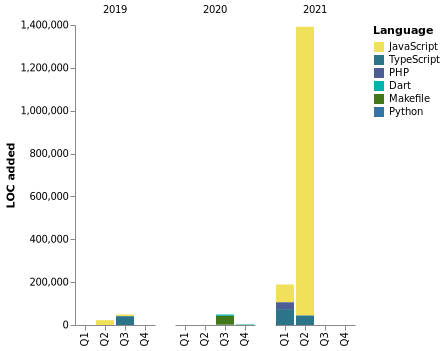 2019 2020 2021
1,400,000
1,200,000
1,000,000
800,000
600,000
400,000
200,000
0
LOC added
Q1 Q2 Q3 Q4 Q1 Q2 Q3 Q4 Q1 Q2 Q3 Q4
Language
JavaScript
TypeScript
PHP
Dart
Makefile
Python